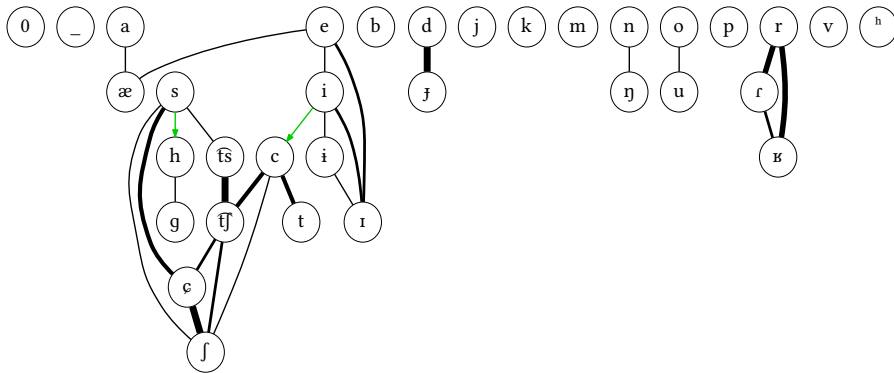 0 _ a e b d j k m n o p r v ʰ
æ s i ɟ ŋ u ɾ
h t͡s c ɨ ʁ
ɡ t͡ʃ t ɪ
ɕ
ʃ